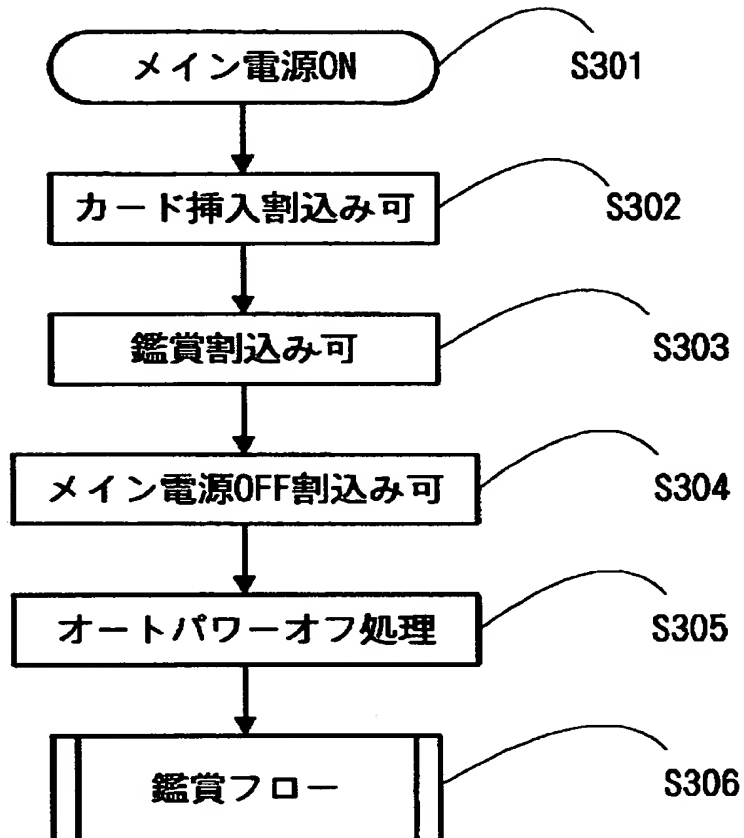 メイン電源ON
S301
カード挿入割込み可
S302
鑑賞割込み可
S303
メイン電源OFF割込み可
S304
オートパワーオフ処理
S305
鑑賞フロー
S306